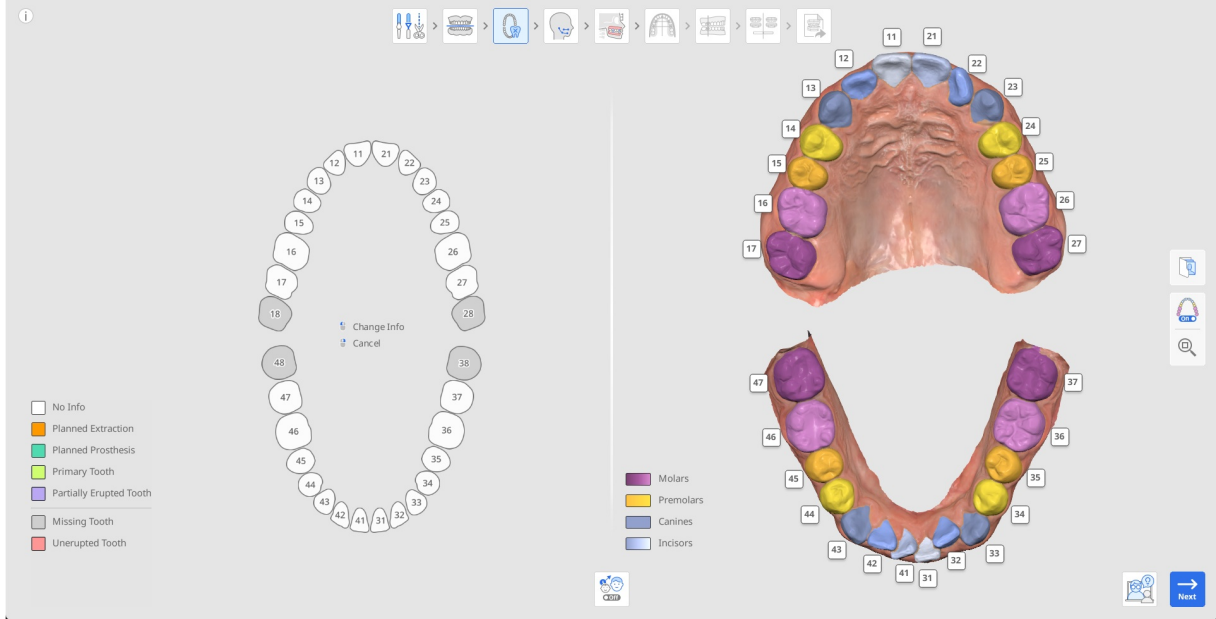 11 21
12 22
13 23
14 24
15 25
16 26
17 27
18 28
Change Info
Cancel
48 38
47 37
46 36
45 35
44 34
43 33
42 41 31 32
No Info
Planned Extraction
Planned Prosthesis
Primary Tooth
Partially Erupted Tooth
Missing Tooth
Unerupted Tooth
11 21
12 22
13 23
14 24
15 25
16 26
17 27
47 37
46 36
45 35
44 34
43 33
42 32
41 31
Molars
Premolars
Canines
Incisors
Off
Off
Next